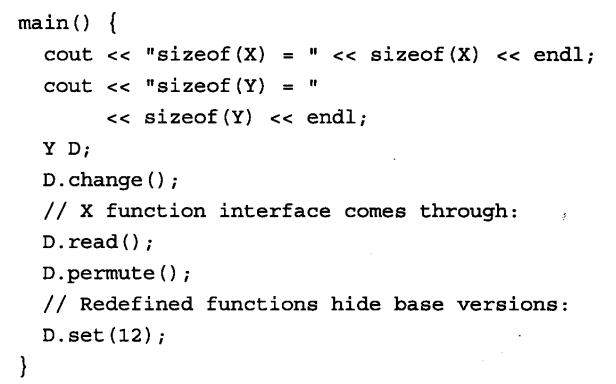 main() {
  cout << "sizeof(X) = " << sizeof(X) << endl;
  cout << "sizeof(Y) = "
       << sizeof(Y) << endl;
  Y D;
  D.change();
  // X function interface comes through:
  D.read();
  D.permute();
  // Redefined functions hide base versions:
  D.set(12);
}